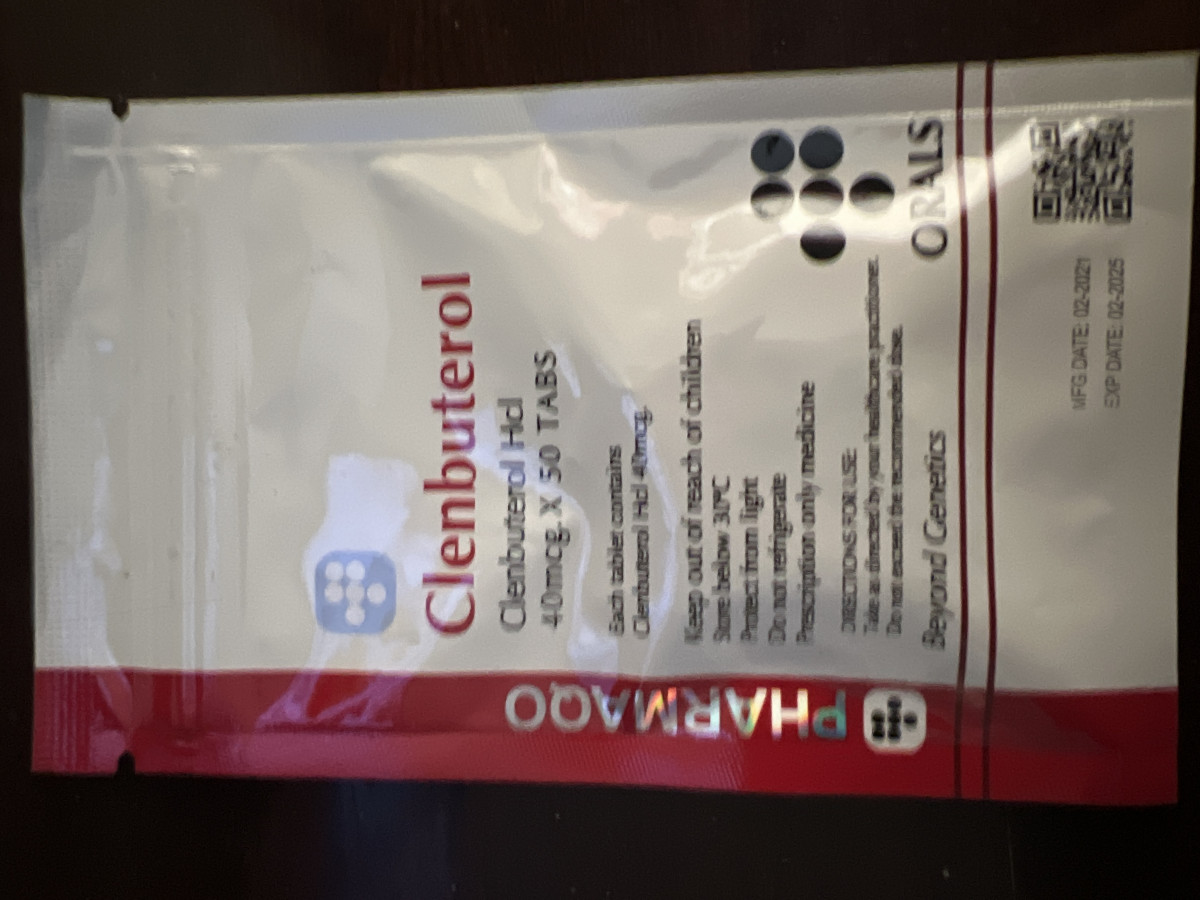 Clenbuterol
Clenbuterol Hcl
40mcg. X 50 TABS
Each tablet contains
Clenbuterol Hcl 40mcg.
Keep out of reach of children
Store below 30°C
Protect from light
Do not refrigerate
Prescription only medicine
DIRECTIONS FOR USE:
Take as directed by your healthcare practitioner.
Do not exceed the recommended dose.
Beyond Genetics
ORALS
MFG DATE: 02-2021
EXP DATE: 02-2025
PHARMAQO